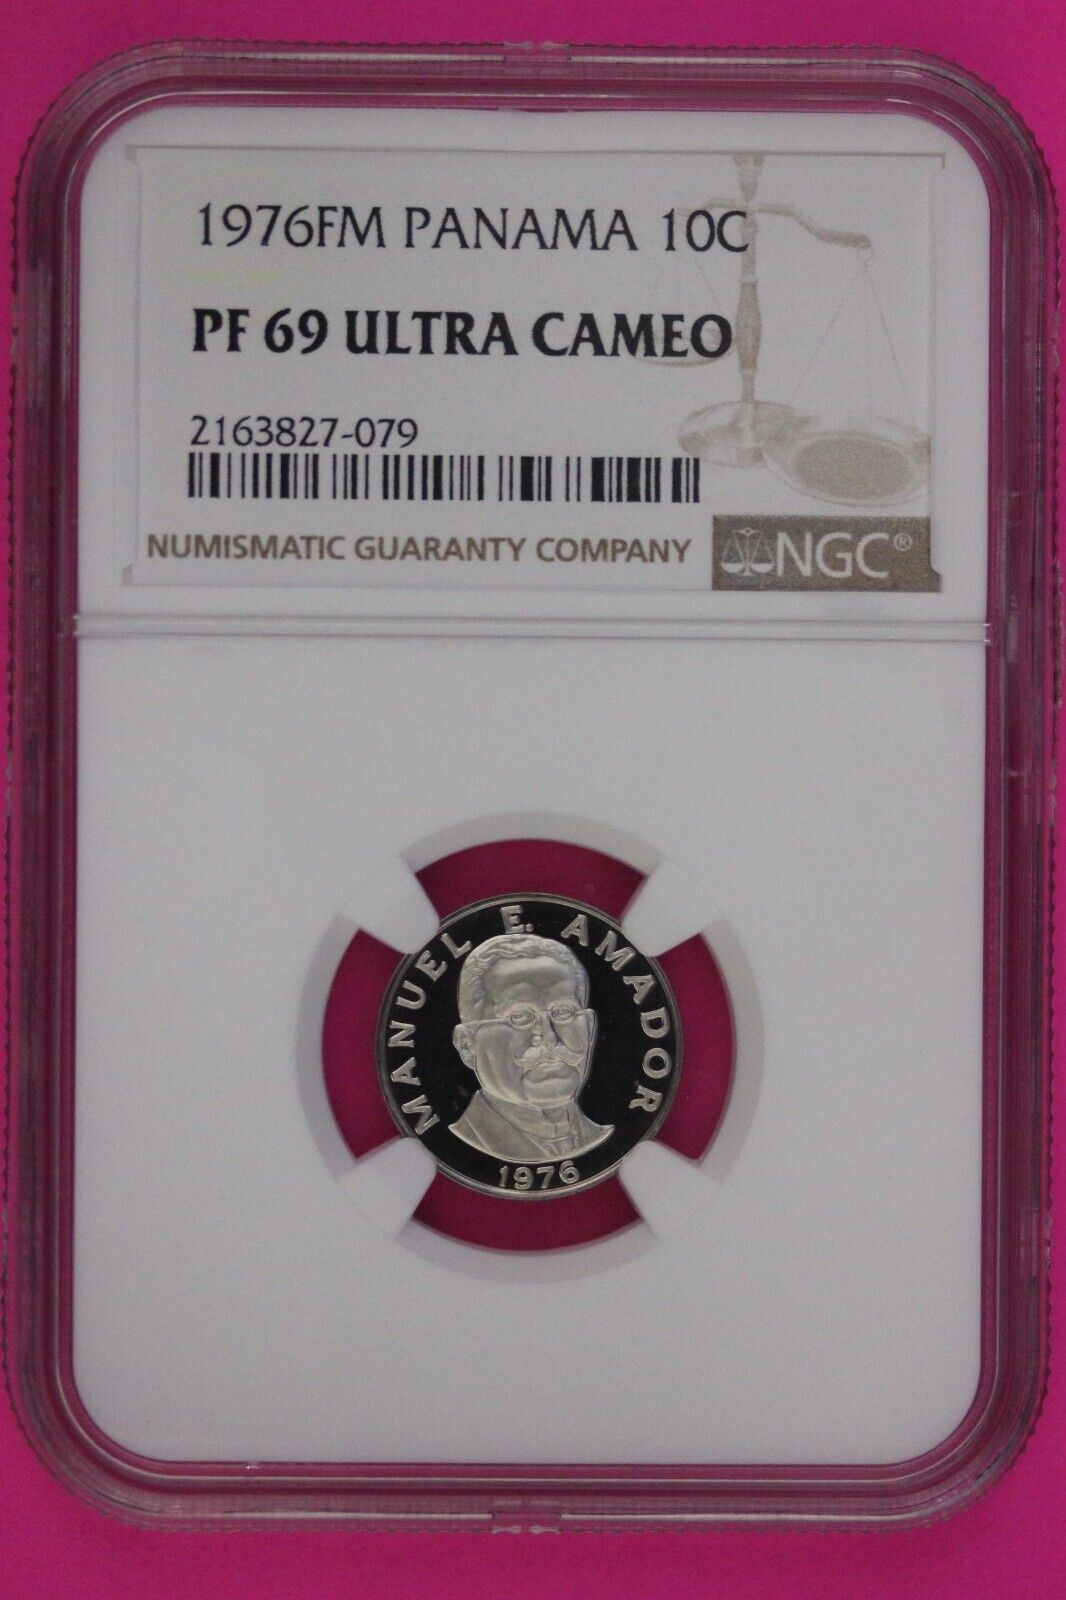 1976FM PANAMA 10C
PF 69 ULTRA CAMEO
2163827-079
NUMISMATIC GUARANTY COMPANY
NGC®
MANUEL E. AMADOR
1976